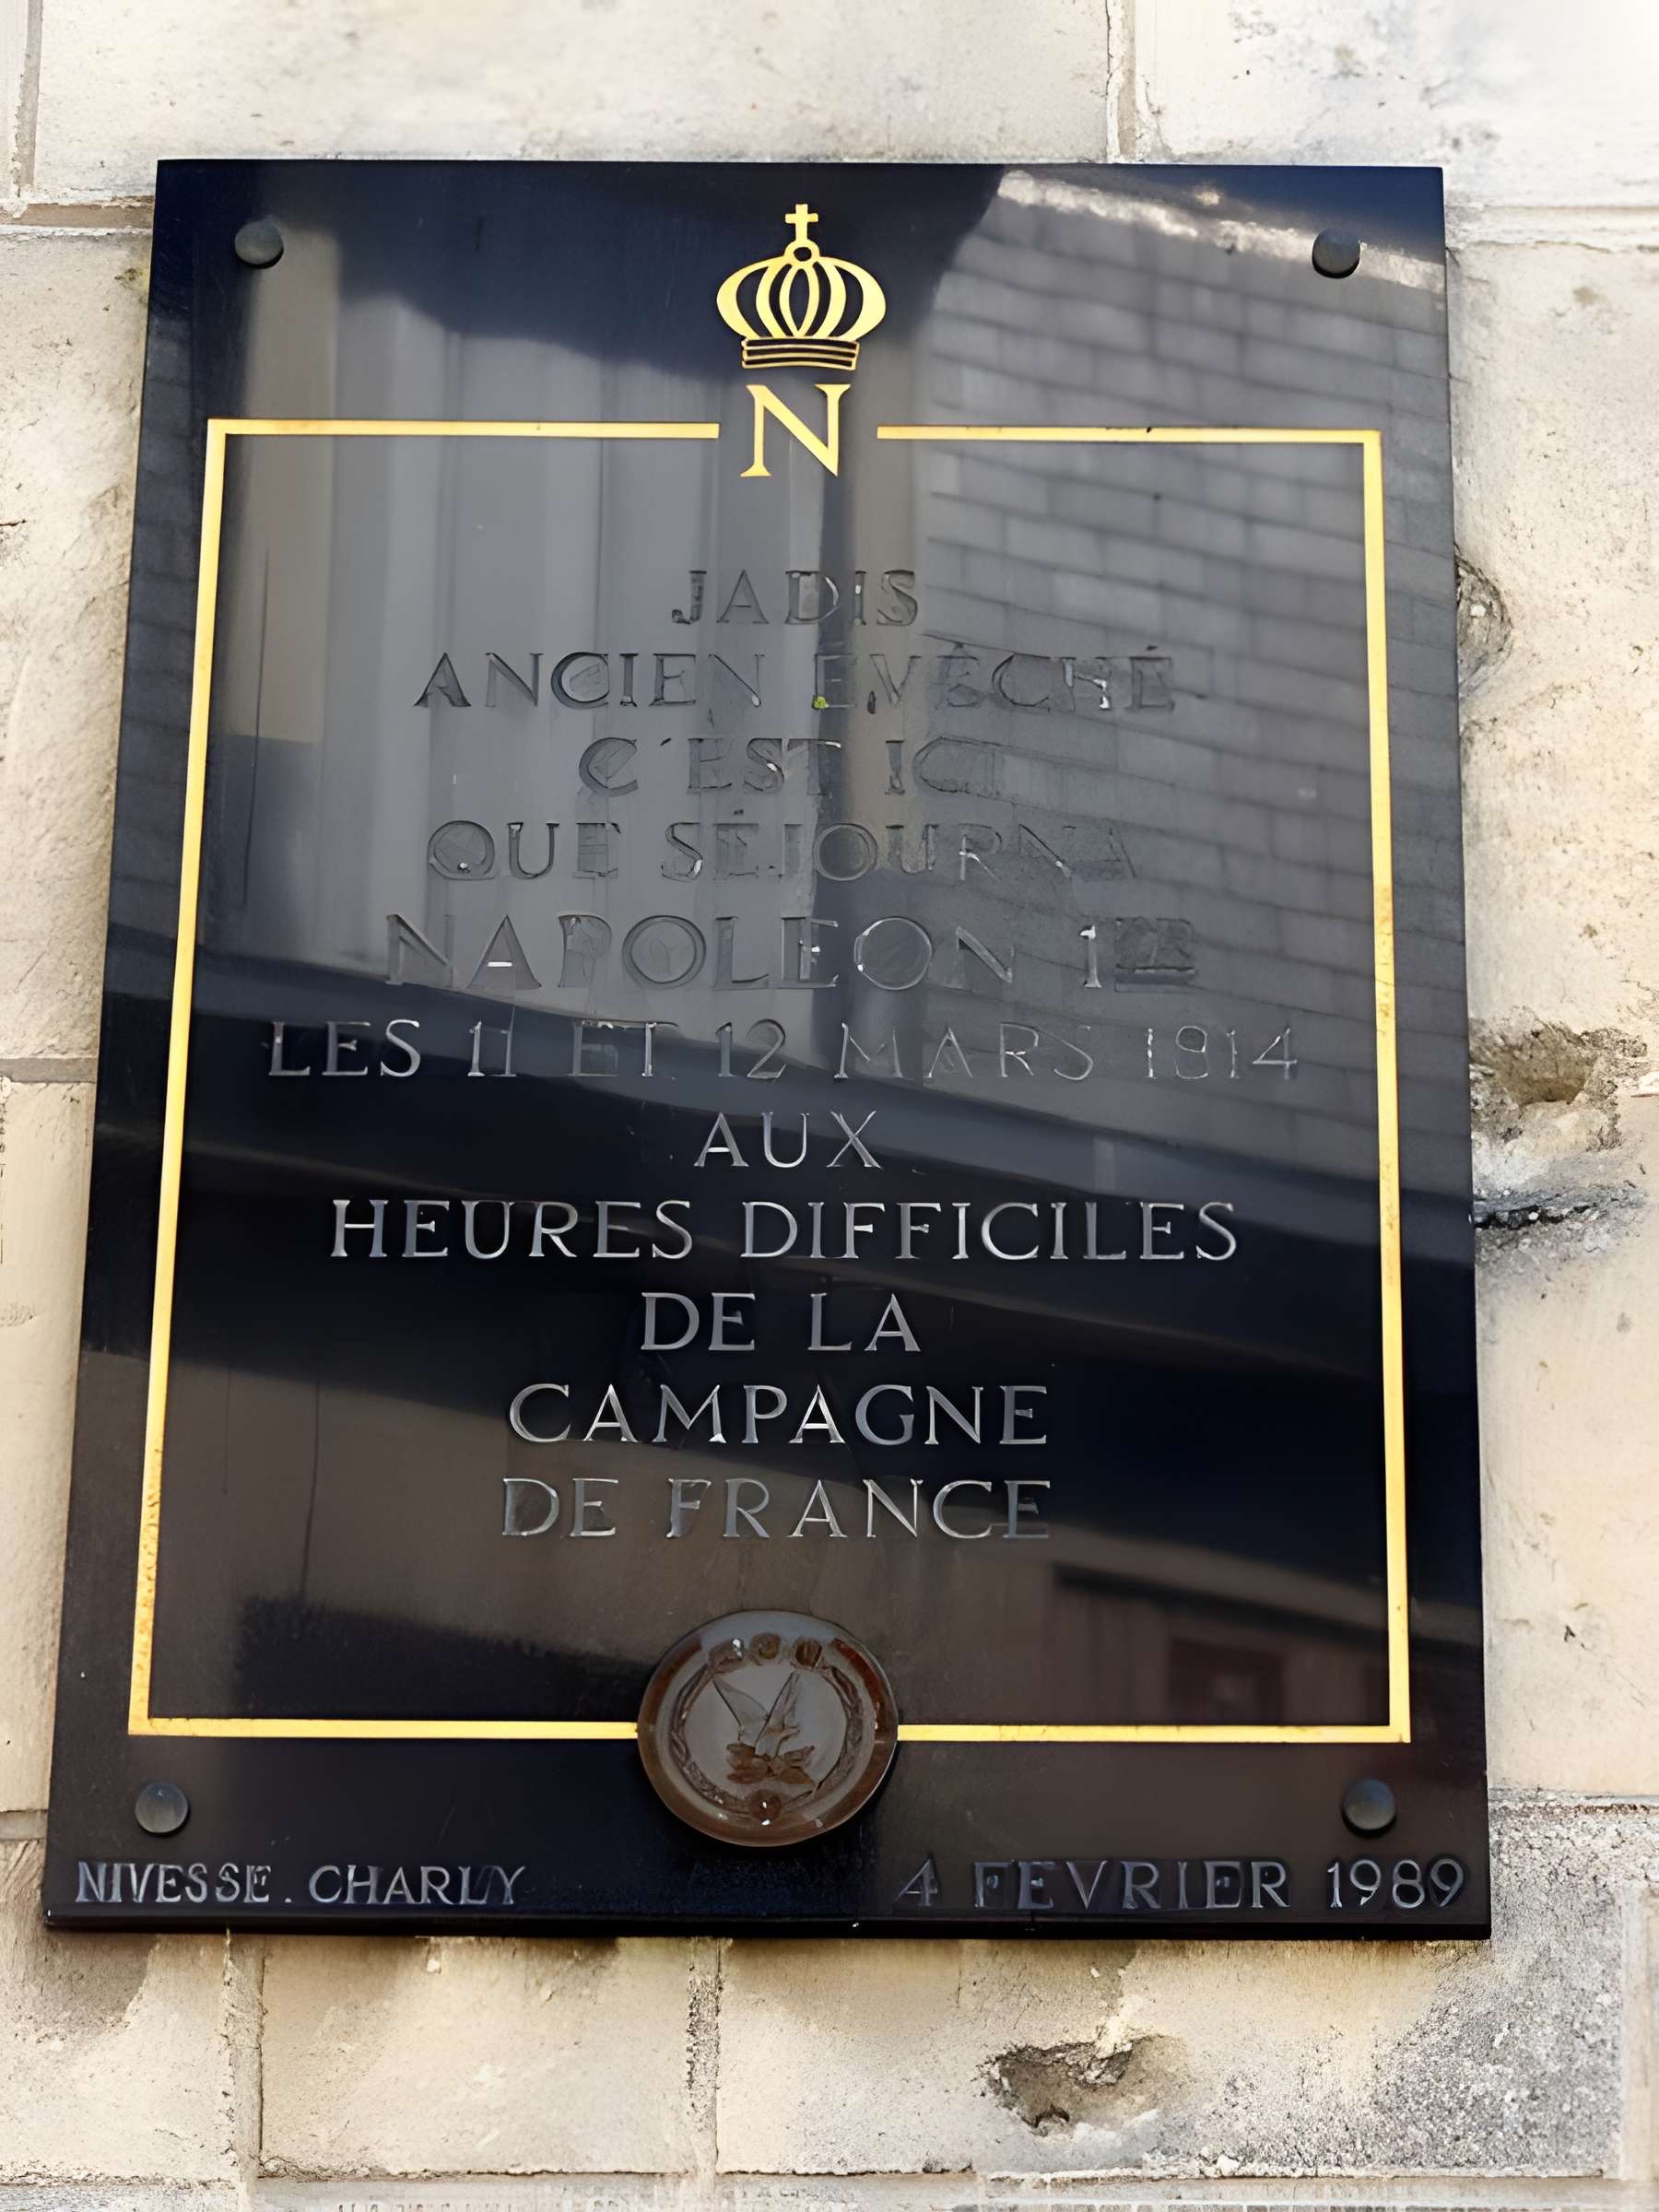 N
JADIS
ANCIEN EVÊCHÉ
C'EST ICI
QUE SÉJOURNA
NAPOLEON 1ER
LES 11 ET 12 MARS 1814
AUX
HEURES DIFFICILES
DE LA
CAMPAGNE
DE FRANCE
NIVESSE. CHARLY
4 FEVRIER 1989